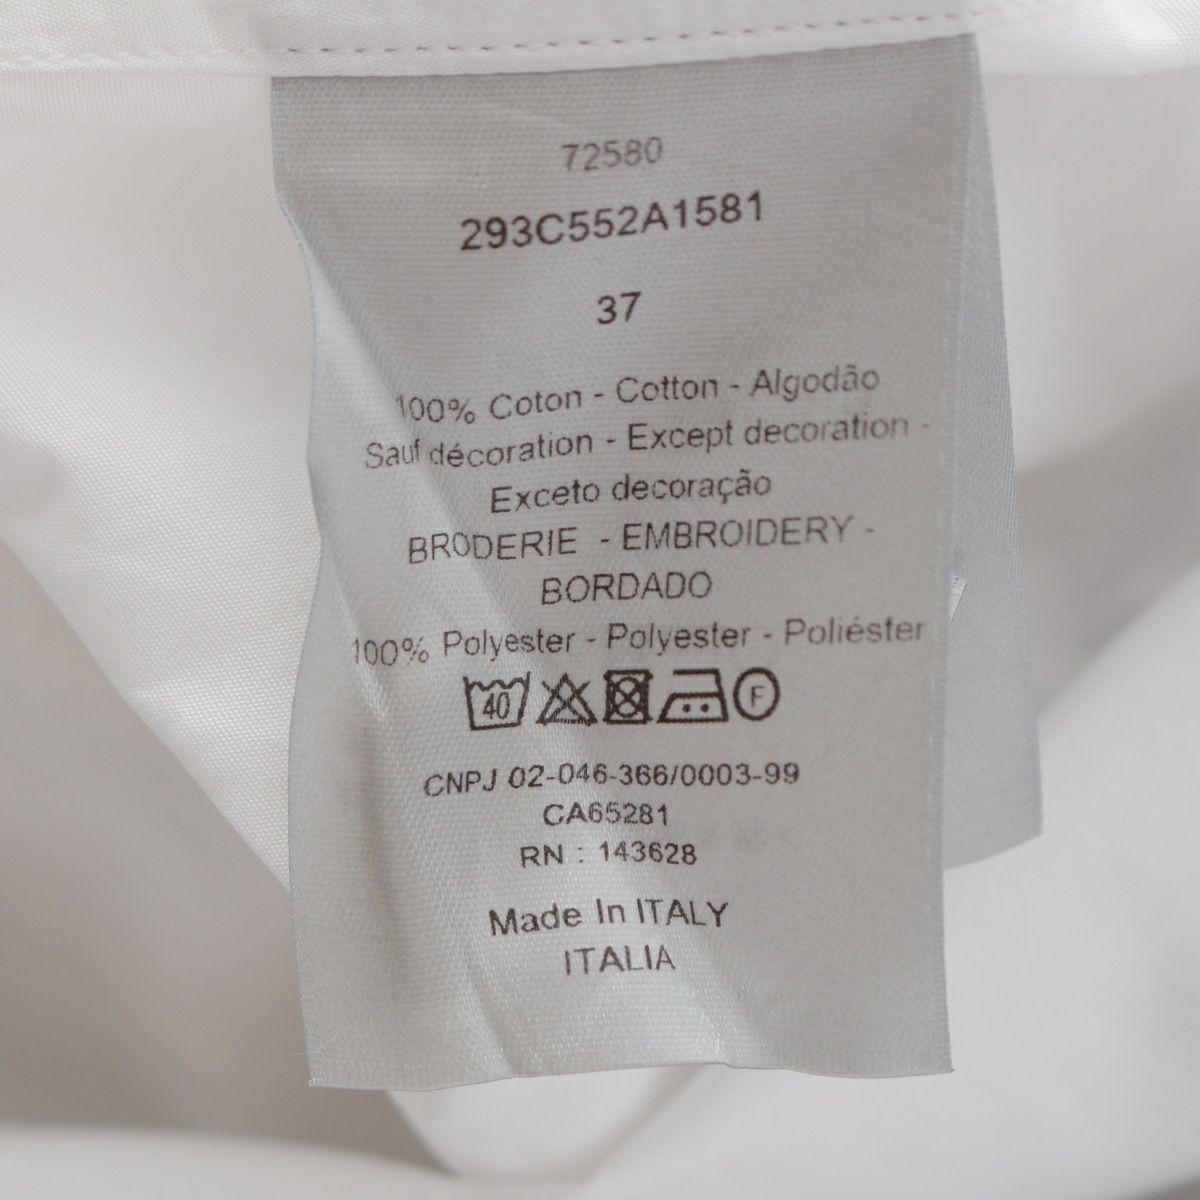 72580
293C552A1581
37
100% Coton - Cotton - Algodão
Sauf décoration - Except decoration -
Exceto decoração
BRODERIE - EMBROIDERY -
BORDADO
100% Polyester - Polyester - Poliéster
40 F
CNPJ 02-046-366/0003-99
CA65281
RN : 143628
Made In ITALY
ITALIA